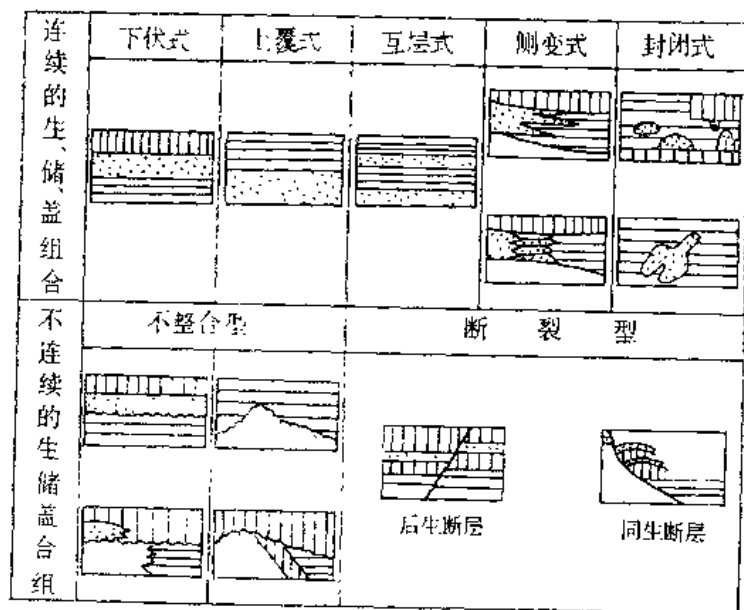 连续的生、储、盖组合
下伏式
上覆式
互层式
侧变式
封闭式
不连续的生储盖合组
不整合型
断裂型
后生断层
同生断层